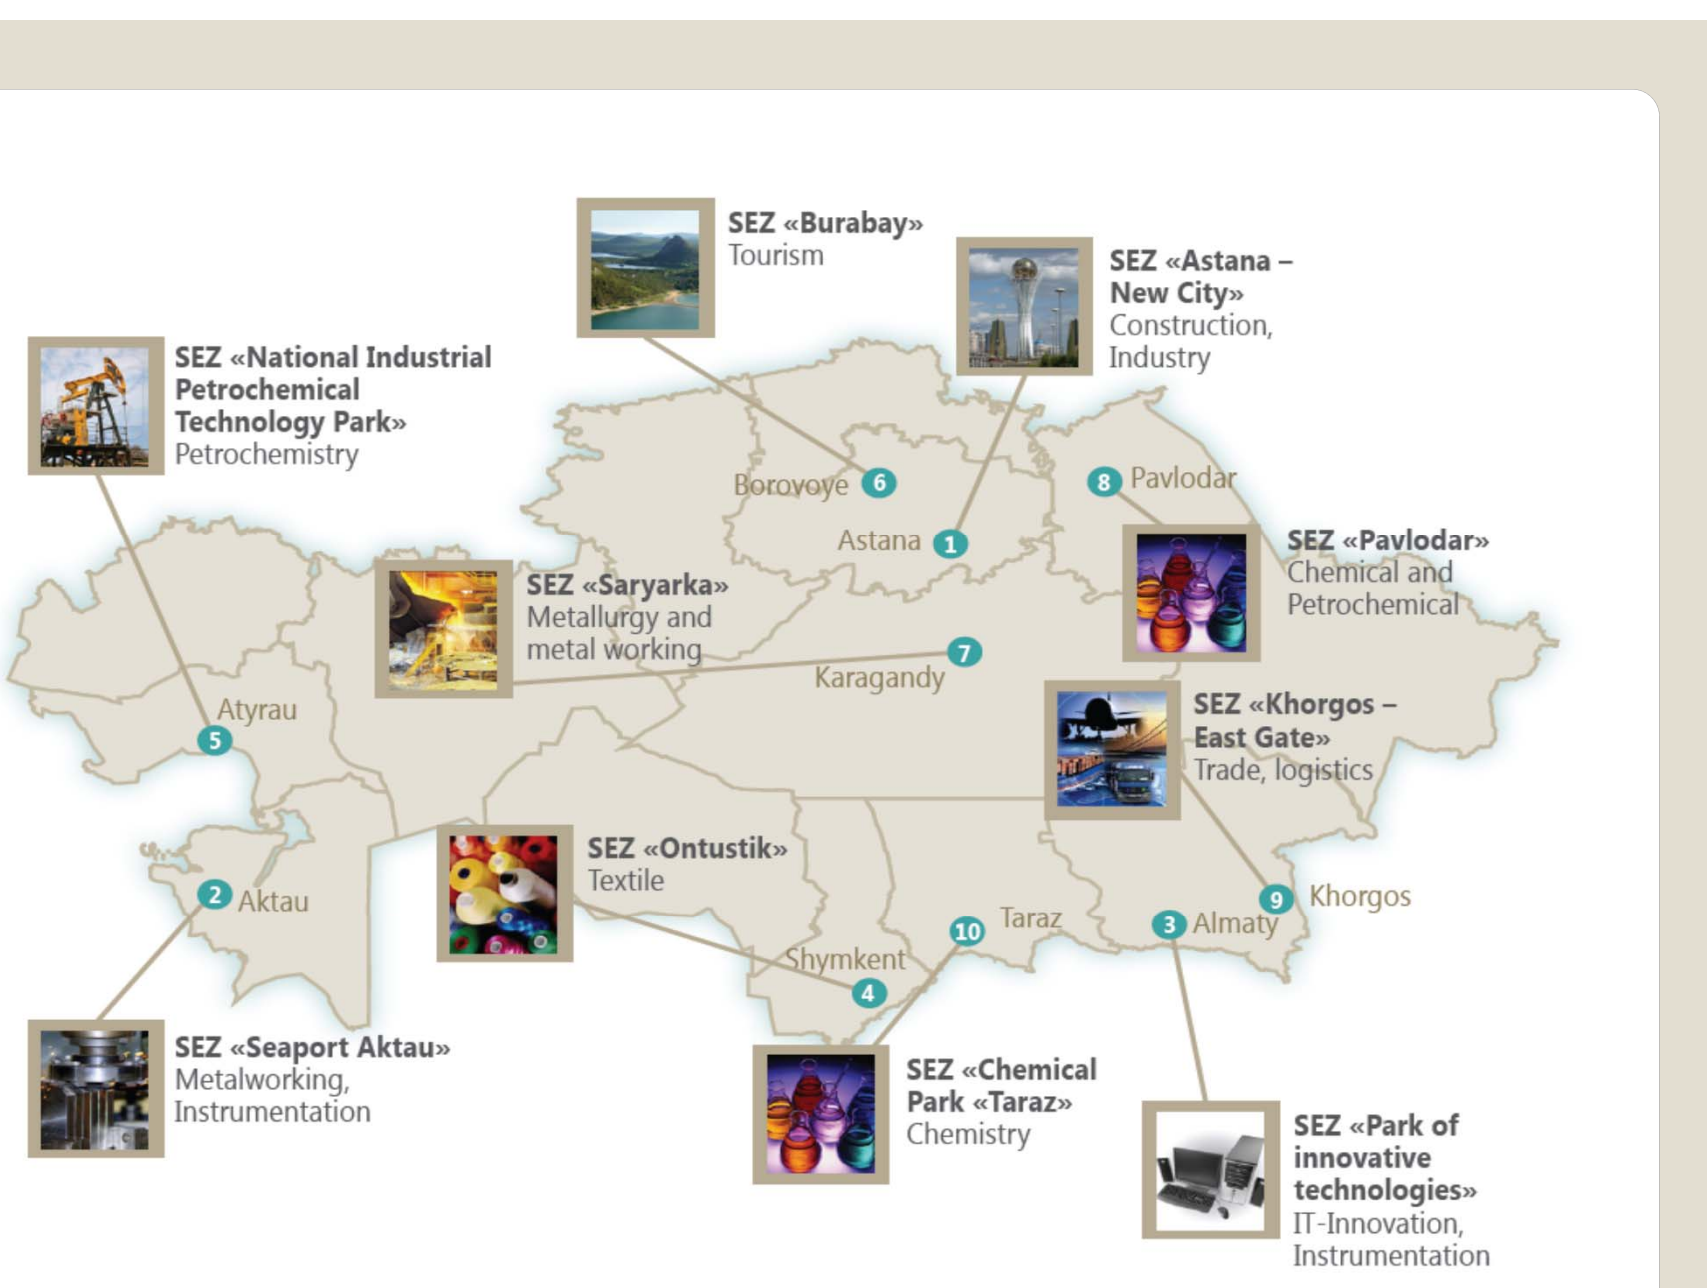 SEZ «Burabay»
Tourism
SEZ «Astana –
New City»
Construction,
Industry
SEZ «National Industrial
Petrochemical
Technology Park»
Petrochemistry
Borovoye 6
8 Pavlodar
Astana 1
SEZ «Pavlodar»
Chemical and
Petrochemical
SEZ «Saryarka»
Metallurgy and
metal working
7
Karagandy
Atyrau
5
SEZ «Khorgos –
East Gate»
Trade, logistics
SEZ «Ontustik»
Textile
2 Aktau
9 Khorgos
10 Taraz
3 Almaty
Shymkent
4
SEZ «Seaport Aktau»
Metalworking,
Instrumentation
SEZ «Chemical
Park «Taraz»
Chemistry
SEZ «Park of
innovative
technologies»
IT-Innovation,
Instrumentation